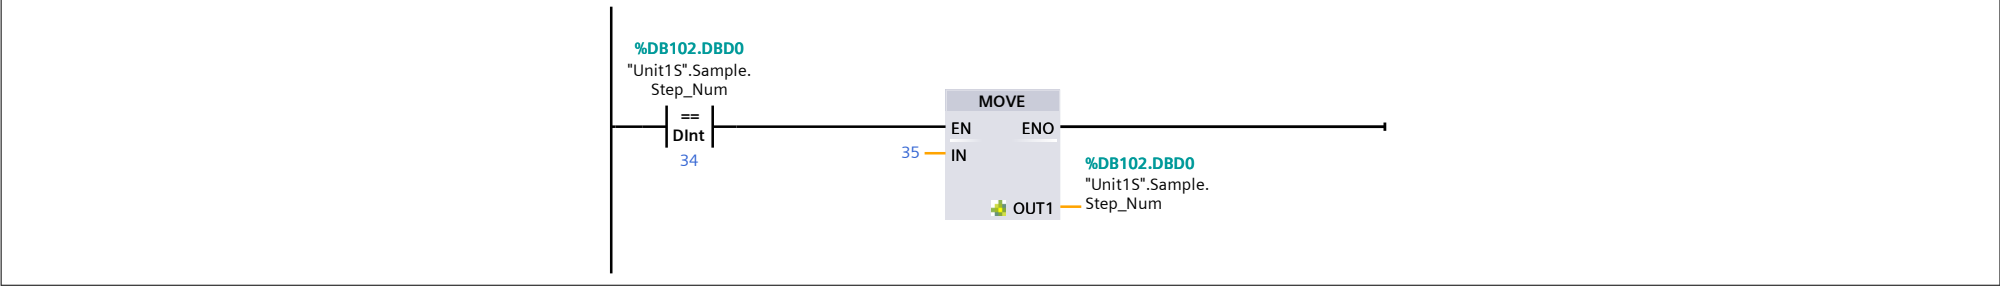 %DB102.DBD0
"Unit1S".Sample.
Step_Num
==
DInt
34
MOVE
EN ENO
35 IN
%DB102.DBD0
"Unit1S".Sample.
OUT1 Step_Num